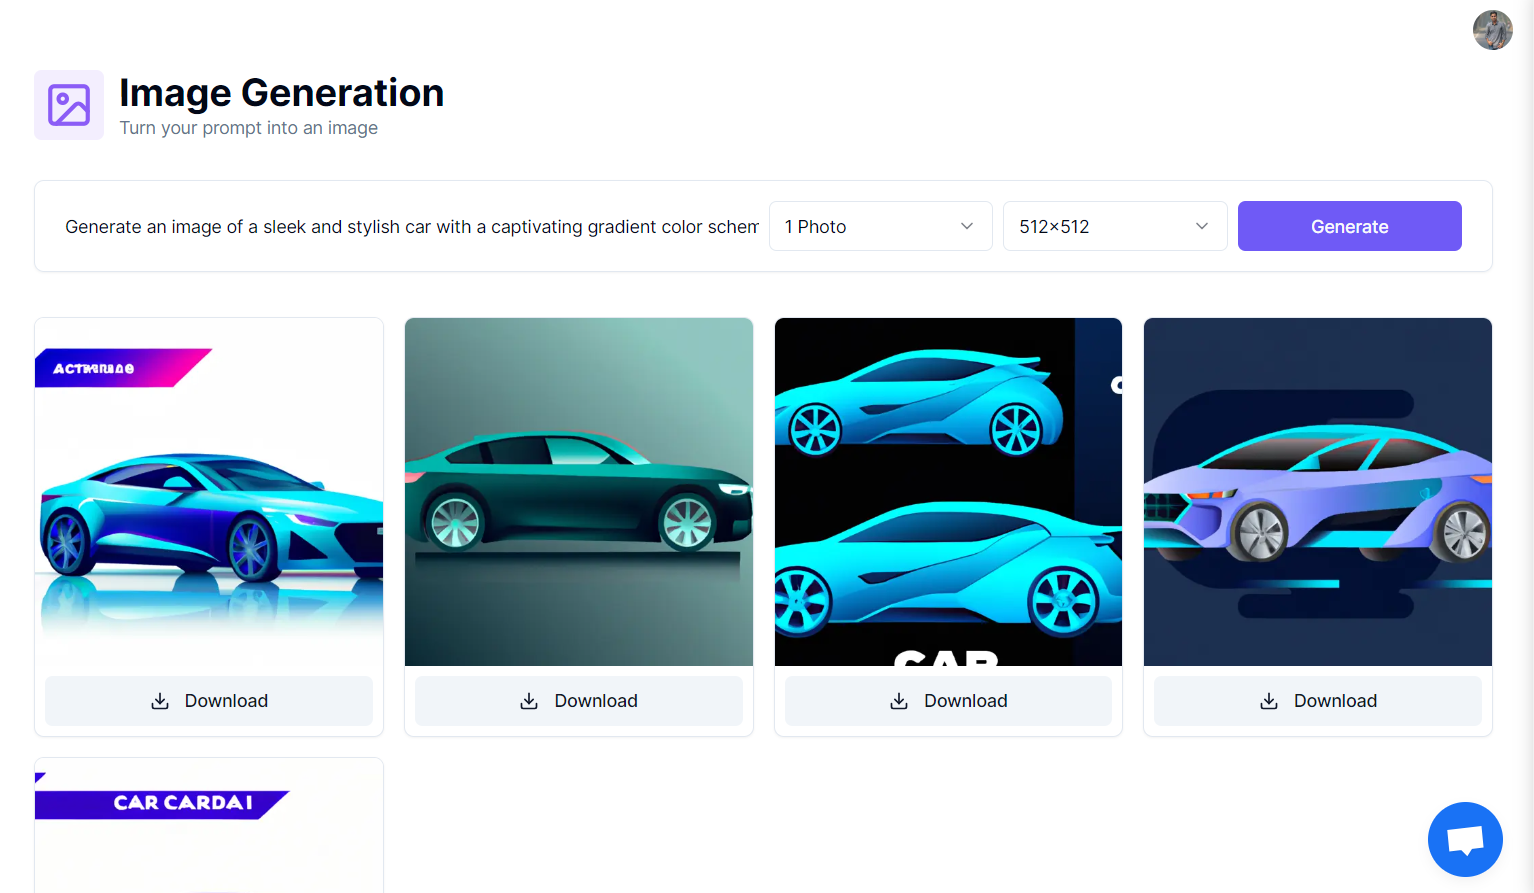 Image Generation
Turn your prompt into an image
Generate an image of a sleek and stylish car with a captivating gradient color schem
1 Photo
512×512
Generate
Download
Download
CAR
Download
Download
CAR CARDAI